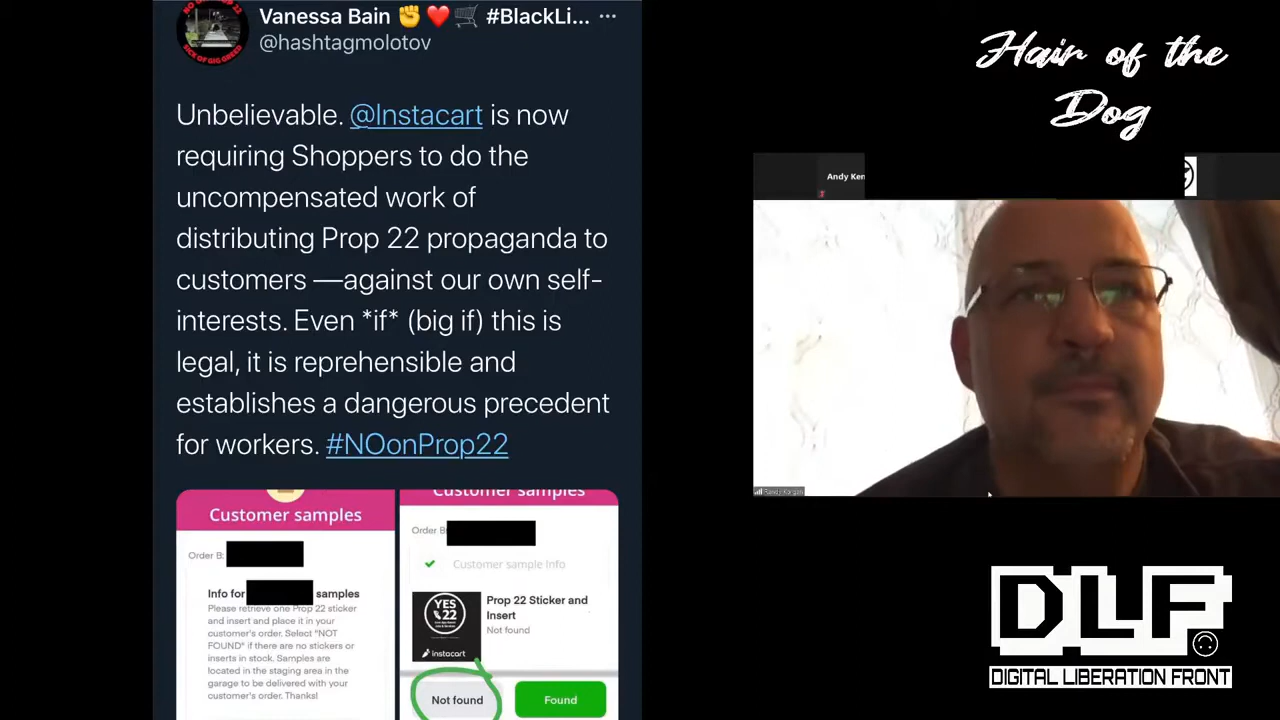 Vanessa Bain ✊❤️🛒 #BlackLi... ...
@hashtagmolotov
Unbelievable. @Instacart is now
requiring Shoppers to do the
uncompensated work of
distributing Prop 22 propaganda to
customers —against our own self-
interests. Even *if* (big if) this is
legal, it is reprehensible and
establishes a dangerous precedent
for workers. #NOonProp22
Customer samples
Order B:
Info for samples
Please retrieve one Prop 22 sticker
and insert and place it in your
customer's order. Select "NOT
FOUND" if there are no stickers or
inserts in stock. Samples are
located in the staging area in the
garage to be delivered with your
customer's order. Thanks!
Customer samples
Order B:
Customer sample Info
YES
22
instacart
Prop 22 Sticker and
Insert
Not found
Not found
Found
Hair of the
Dog
Andy Ken
Randy Korgan
DLF
DIGITAL LIBERATION FRONT
SICK OF GIG GREED